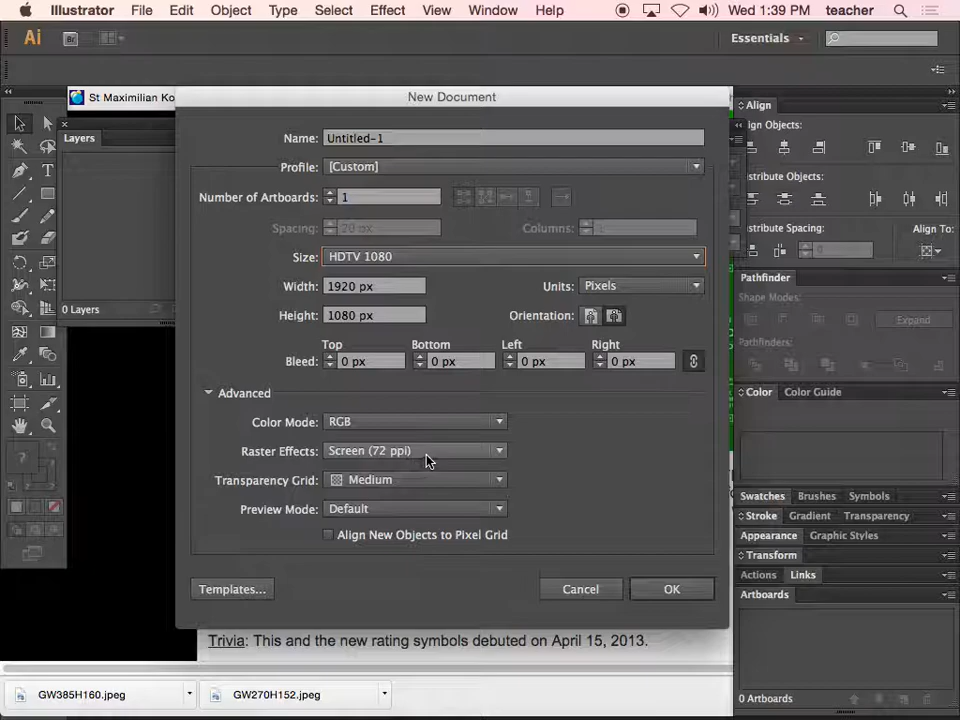 Illustrator File Edit Object Type Select Effect View Window Help Wed 1:39 PM teacher
Ai Br Essentials
St Maximilian Ko
New Document
Layers
0 Layers
Name: Untitled-1
Profile: [Custom]
Number of Artboards: 1
Spacing: 20 px Columns: 1
Size: HDTV 1080
Width: 1920 px Units: Pixels
Height: 1080 px Orientation:
Top Bottom Left Right
Bleed: 0 px 0 px 0 px 0 px
Advanced
Color Mode: RGB
Raster Effects: Screen (72 ppi)
Transparency Grid: Medium
Preview Mode: Default
Align New Objects to Pixel Grid
Templates... Cancel OK
Align
Align Objects:
Distribute Objects:
Distribute Spacing: Align To:
0
Pathfinder
Shape Modes:
Expand
Pathfinders:
Color Color Guide
Swatches Brushes Symbols
Stroke Gradient Transparency
Appearance Graphic Styles
Transform
Actions Links
Artboards
0 Artboards
Trivia: This and the new rating symbols debuted on April 15, 2013.
GW385H160.jpeg GW270H152.jpeg